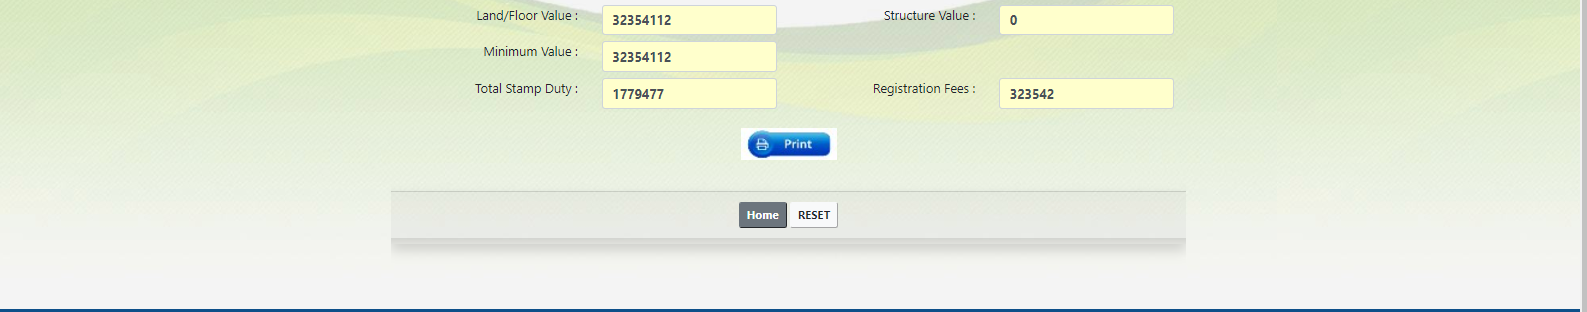 Land/Floor Value : 32354112 Structure Value : 0
Minimum Value : 32354112
Total Stamp Duty : 1779477 Registration Fees : 323542
Print
Home RESET